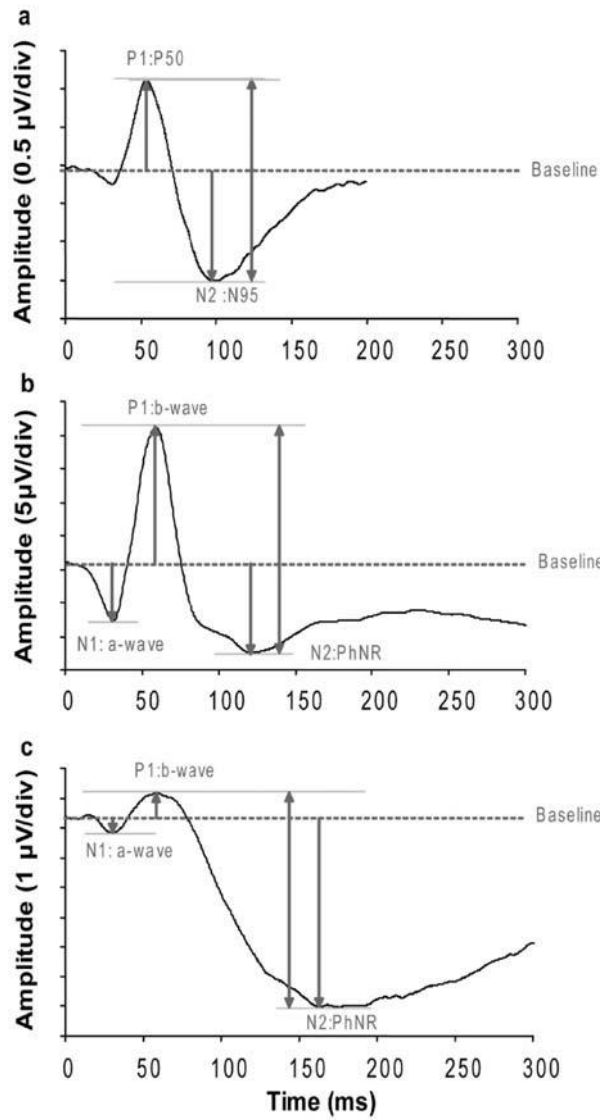 a
P1:P50
Amplitude (0.5 µV/div)
Baseline
N2 :N95
0 50 100 150 200 250 300
b
P1:b-wave
Amplitude (5µV/div)
Baseline
N1: a-wave
N2:PhNR
0 50 100 150 200 250 300
c
P1:b-wave
Amplitude (1 µV/div)
Baseline
N1: a-wave
N2:PhNR
0 50 100 150 200 250 300
Time (ms)